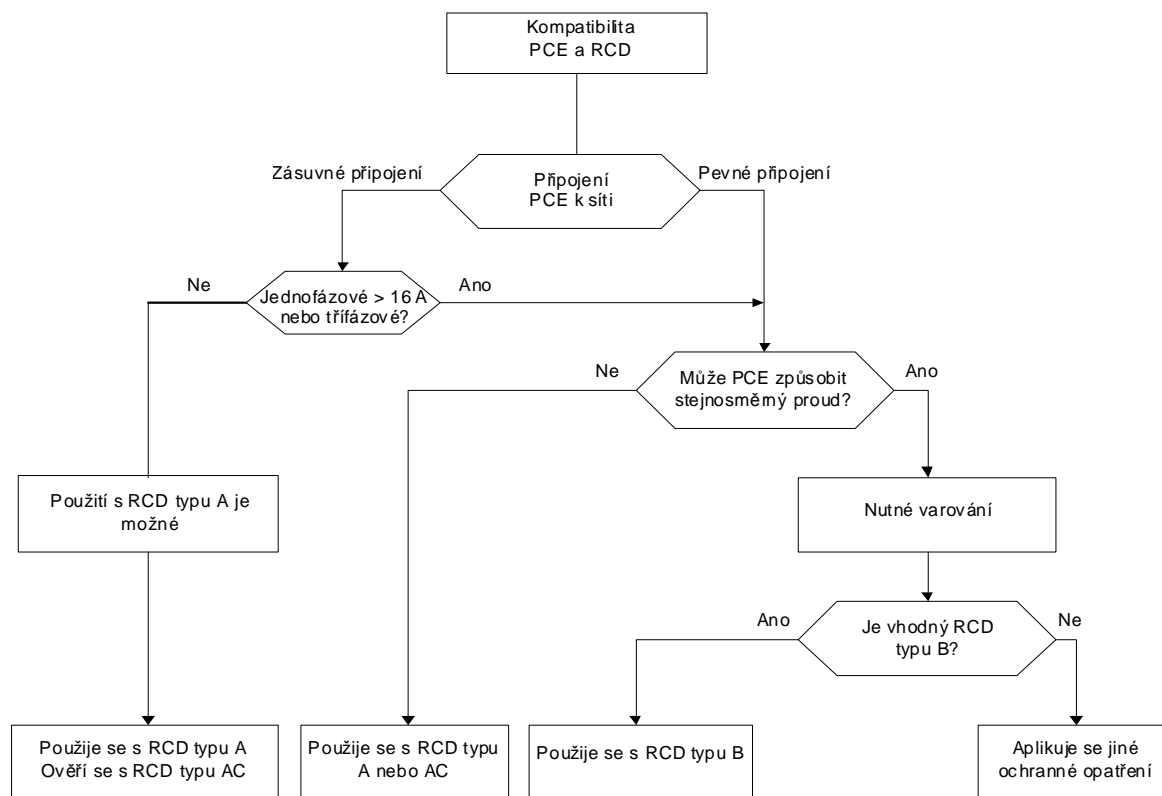 Kompatibilita
PCE a RCD
Zásuvné připojení
Pevné připojení
Připojení
PCE k síti
Ne
Jednofázové > 16 A
nebo třífázové?
Ano
Ne
Může PCE způsobit
stejnosměrný proud?
Ano
Použití s RCD typu A je
možné
Nutné varování
Ano
Je vhodný RCD
typu B?
Ne
Použije se s RCD typu A
Ověří se s RCD typu AC
Použije se s RCD typu
A nebo AC
Použije se s RCD typu B
Aplikuje se jiné
ochranné opatření